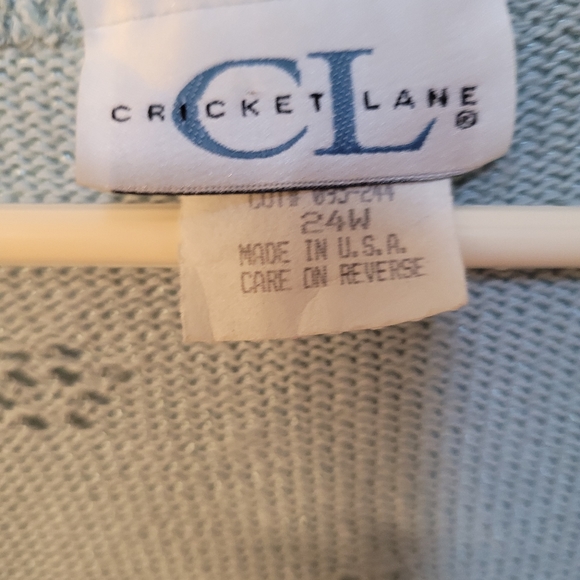 CL
CRICKET LANE®
24W
MADE IN U.S.A.
CARE ON REVERSE